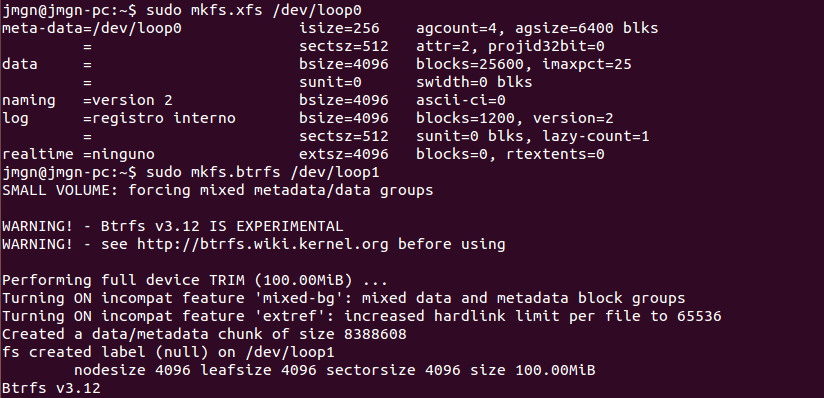 jmgn@jmgn-pc:~$ sudo mkfs.xfs /dev/loop0
meta-data=/dev/loop0             isize=256    agcount=4, agsize=6400 blks
         =                       sectsz=512   attr=2, projid32bit=0
data     =                       bsize=4096   blocks=25600, imaxpct=25
         =                       sunit=0      swidth=0 blks
naming   =version 2              bsize=4096   ascii-ci=0
log      =registro interno       bsize=4096   blocks=1200, version=2
         =                       sectsz=512   sunit=0 blks, lazy-count=1
realtime =ninguno                extsz=4096   blocks=0, rtextents=0
jmgn@jmgn-pc:~$ sudo mkfs.btrfs /dev/loop1
SMALL VOLUME: forcing mixed metadata/data groups
WARNING! - Btrfs v3.12 IS EXPERIMENTAL
WARNING! - see http://btrfs.wiki.kernel.org before using
Performing full device TRIM (100.00MiB) ...
Turning ON incompat feature 'mixed-bg': mixed data and metadata block groups
Turning ON incompat feature 'extref': increased hardlink limit per file to 65536
Created a data/metadata chunk of size 8388608
fs created label (null) on /dev/loop1
        nodesize 4096 leafsize 4096 sectorsize 4096 size 100.00MiB
Btrfs v3.12